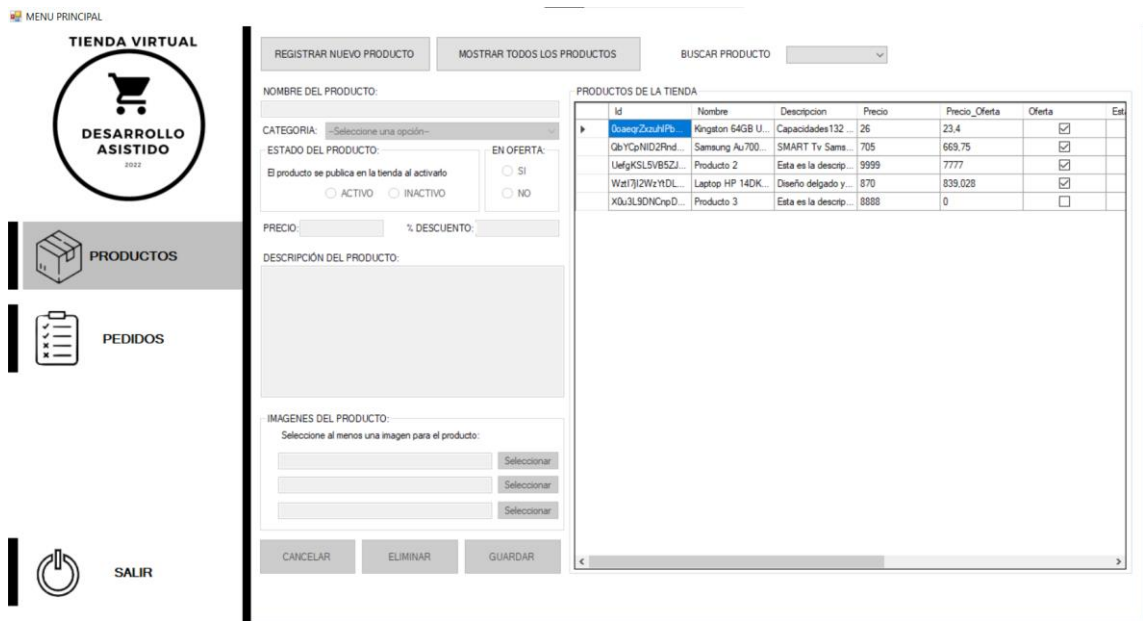 MENU PRINCIPAL
TIENDA VIRTUAL
DESARROLLO
ASISTIDO
2022
PRODUCTOS
PEDIDOS
SALIR
REGISTRAR NUEVO PRODUCTO MOSTRAR TODOS LOS PRODUCTOS BUSCAR PRODUCTO
NOMBRE DEL PRODUCTO:
CATEGORIA: --Seleccione una opción--
ESTADO DEL PRODUCTO: EN OFERTA:
El producto se publica en la tienda al activarlo SI
ACTIVO INACTIVO NO
PRECIO: % DESCUENTO:
DESCRIPCIÓN DEL PRODUCTO:
IMAGENES DEL PRODUCTO:
Seleccione al menos una imagen para el producto:
Seleccionar
Seleccionar
Seleccionar
CANCELAR ELIMINAR GUARDAR
PRODUCTOS DE LA TIENDA
Id Nombre Descripcion Precio Precio_Oferta Oferta
Kingston 64GB U... Capacidades132 ... 26 23,4
Samsung Au700... SMART Tv Sams... 705 669,75
UefgKSL5VB5ZJ... Producto 2 Esta es la descrip... 9999 7777
Laptop HP 14DK... Diseño delgado y... 870 839,028
X0u3L9DNCnpD... Producto 3 Esta es la descrip... 8888 0